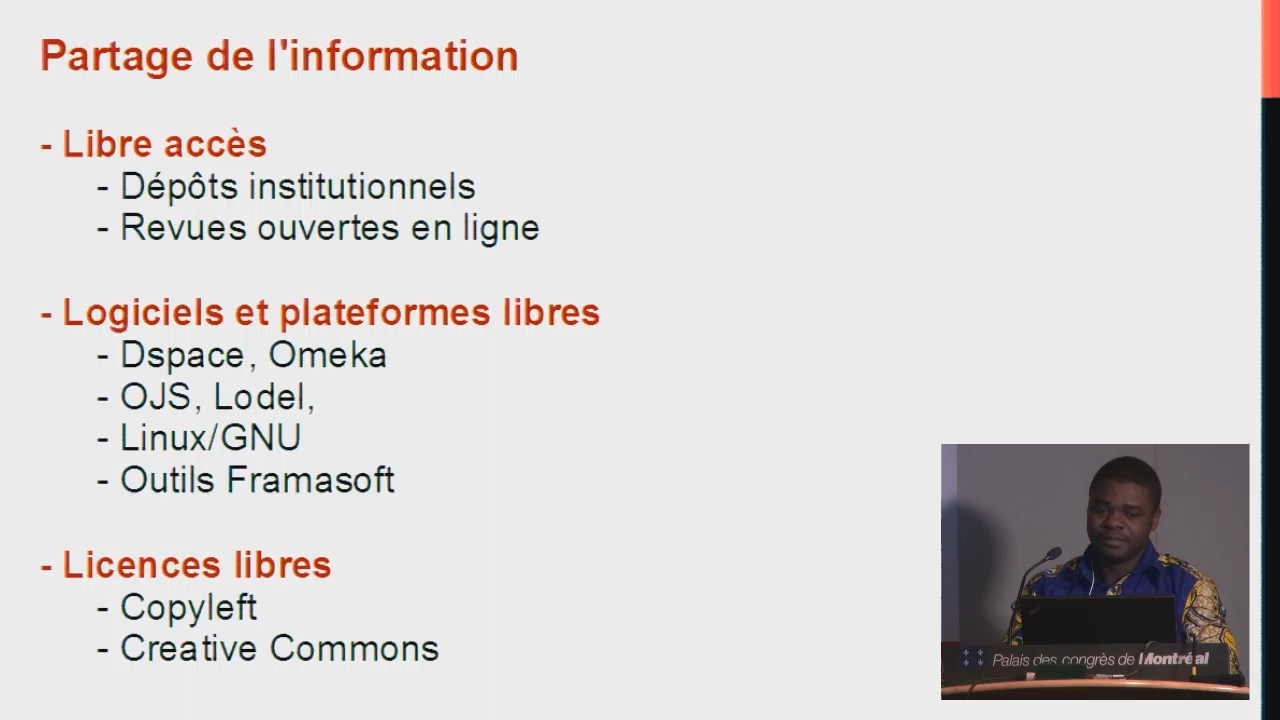 Partage de l'information
- Libre accès
- Dépôts institutionnels
- Revues ouvertes en ligne
- Logiciels et plateformes libres
- Dspace, Omeka
- OJS, Lodel,
- Linux/GNU
- Outils Framasoft
- Licences libres
- Copyleft
- Creative Commons
Palais des congrès de Montréal